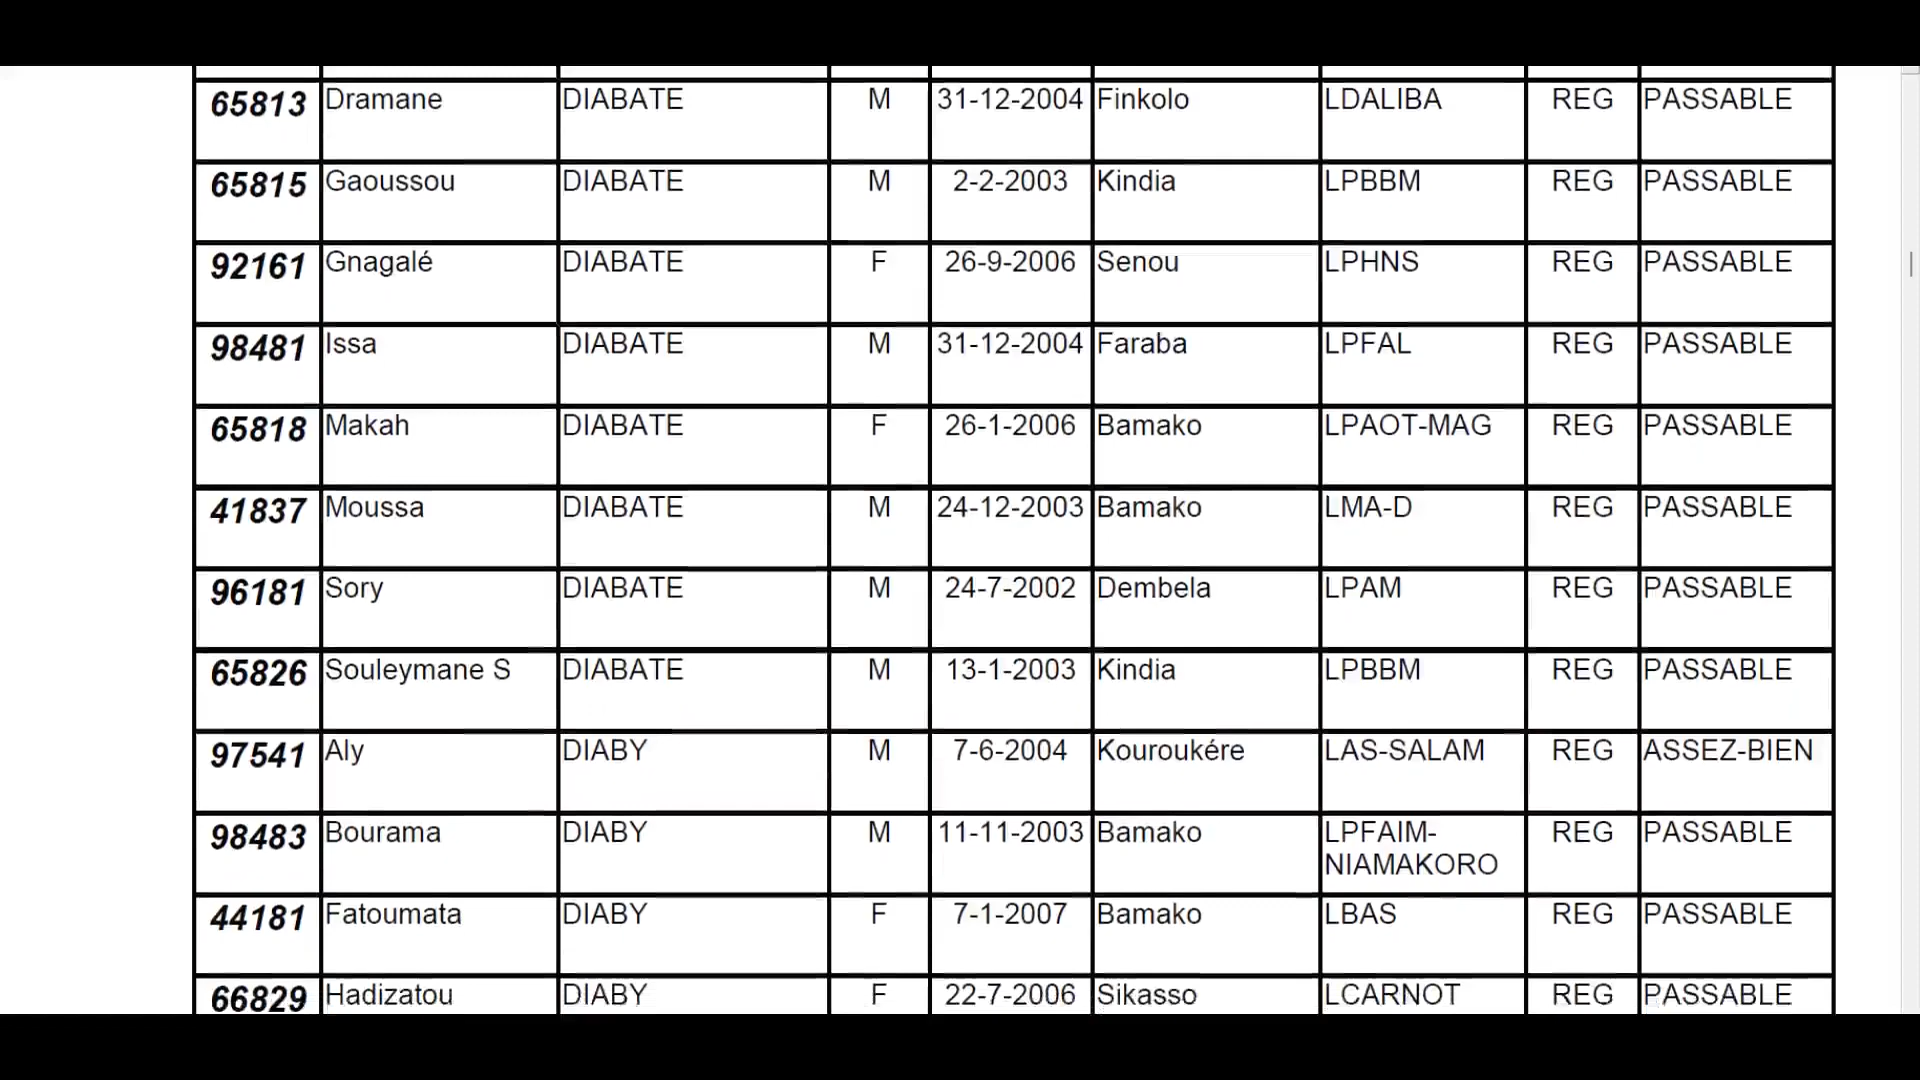 65813 Dramane DIABATE M 31-12-2004 Finkolo LDALIBA REG PASSABLE
65815 Gaoussou DIABATE M 2-2-2003 Kindia LPBBM REG PASSABLE
92161 Gnagalé DIABATE F 26-9-2006 Senou LPHNS REG PASSABLE
98481 Issa DIABATE M 31-12-2004 Faraba LPFAL REG PASSABLE
65818 Makah DIABATE F 26-1-2006 Bamako LPAOT-MAG REG PASSABLE
41837 Moussa DIABATE M 24-12-2003 Bamako LMA-D REG PASSABLE
96181 Sory DIABATE M 24-7-2002 Dembela LPAM REG PASSABLE
65826 Souleymane S DIABATE M 13-1-2003 Kindia LPBBM REG PASSABLE
97541 Aly DIABY M 7-6-2004 Kouroukére LAS-SALAM REG ASSEZ-BIEN
98483 Bourama DIABY M 11-11-2003 Bamako LPFAIM- REG PASSABLE
NIAMAKORO
44181 Fatoumata DIABY F 7-1-2007 Bamako LBAS REG PASSABLE
66829 Hadizatou DIABY F 22-7-2006 Sikasso LCARNOT REG PASSABLE